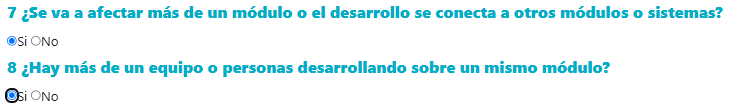 7 ¿Se va a afectar más de un módulo o el desarrollo se conecta a otros módulos o sistemas?
Si No
8 ¿Hay más de un equipo o personas desarrollando sobre un mismo módulo?
Si No